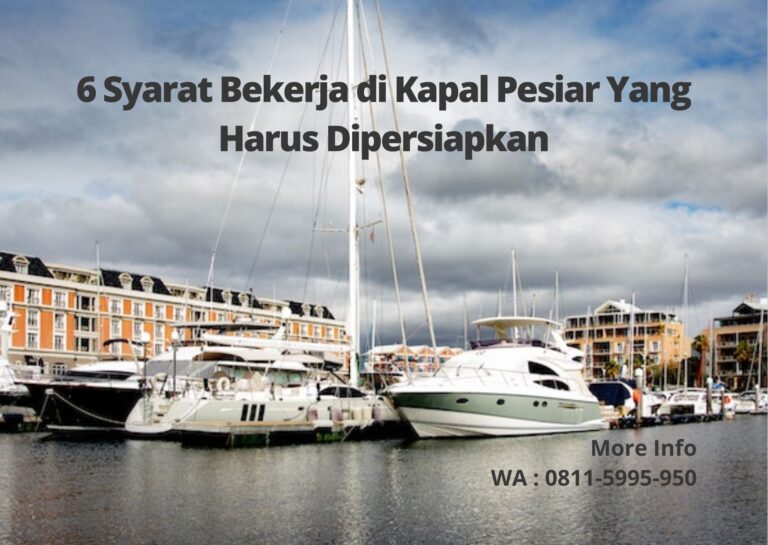 6 Syarat Bekerja di Kapal Pesiar Yang
Harus Dipersiapkan
More Info
WA : 0811-5995-950